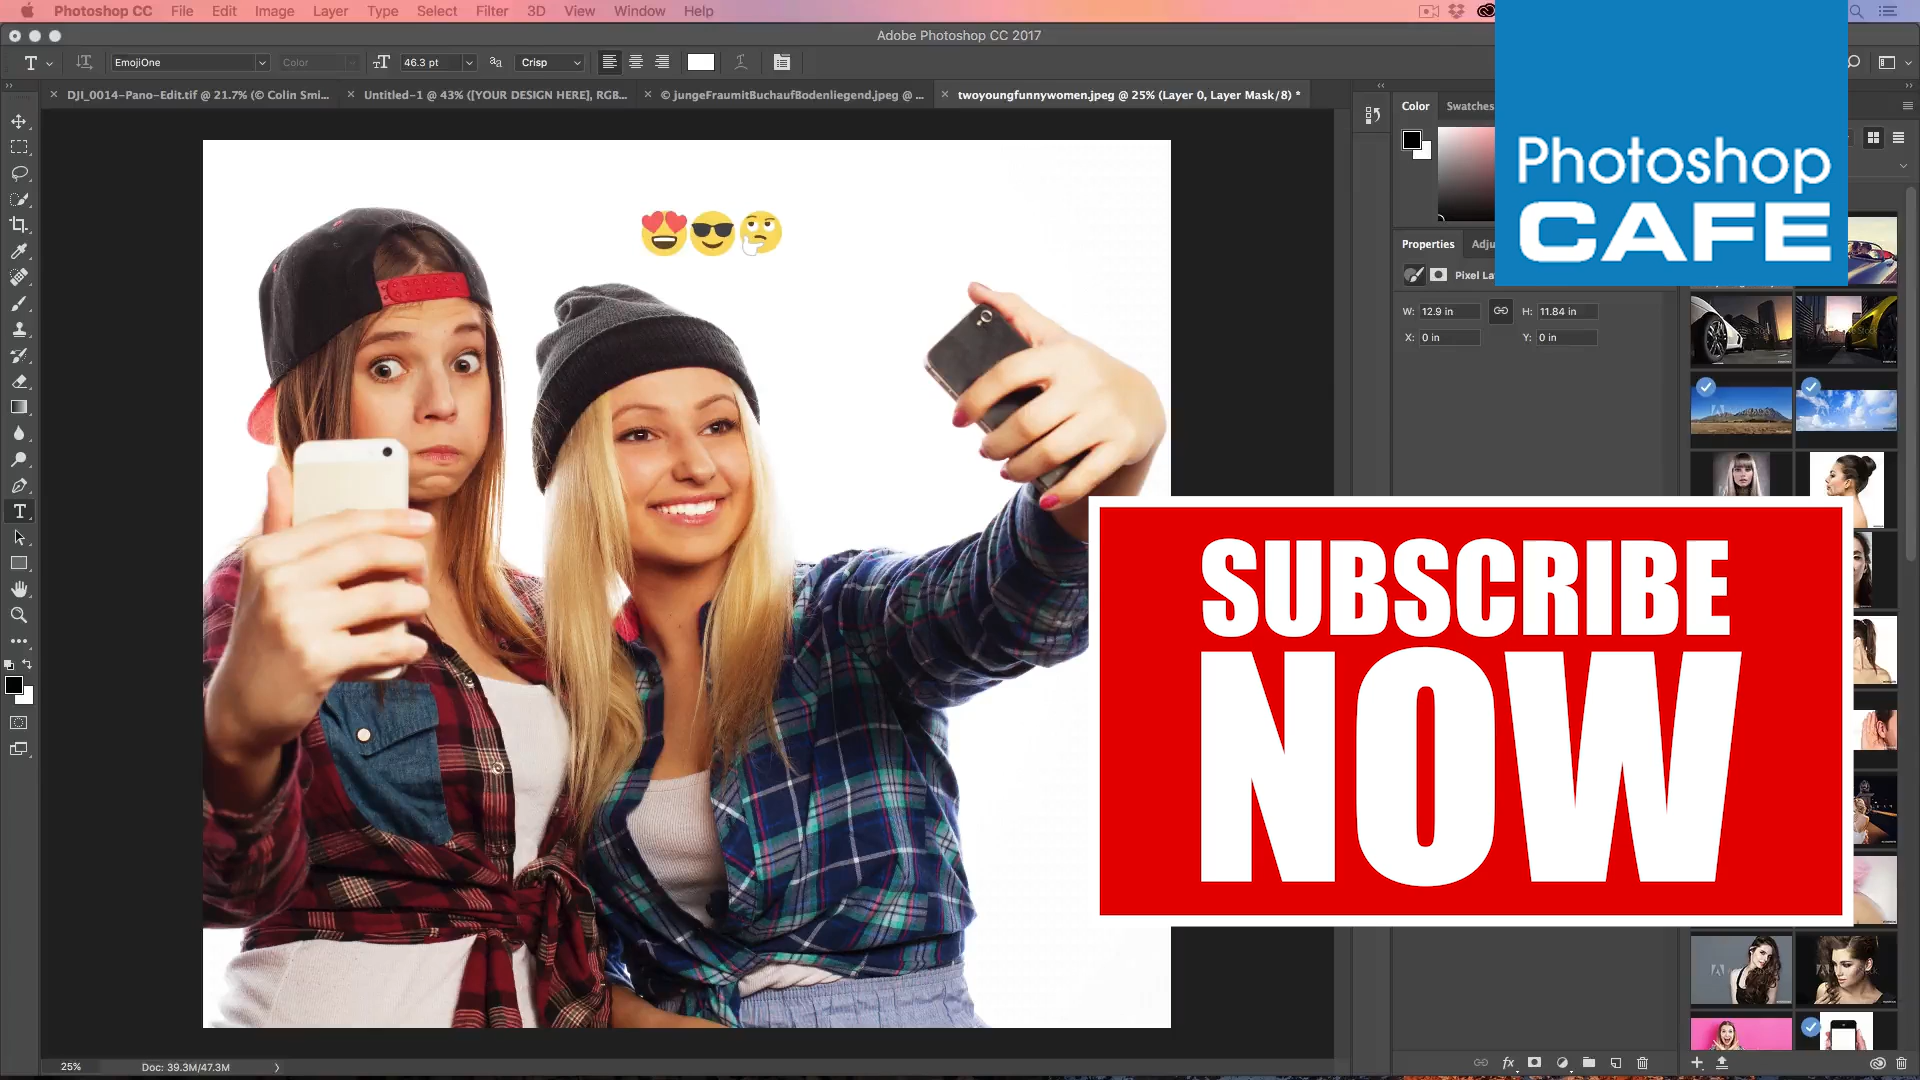 Photoshop CC File Edit Image Layer Type Select Filter 3D View Window Help
Adobe Photoshop CC 2017
EmojiOne Color 46.3 pt Crisp
DJI_0014-Pano-Edit.tif @ 21.7% (© Colin Smi...
Untitled-1 @ 43% ([YOUR DESIGN HERE], RGB...
© jungeFraumitBuchaufBodenliegend.jpeg @ ...
twoyoungfunnywomen.jpeg @ 25% (Layer 0, Layer Mask/8) *
Color Swatches
Photoshop
CAFE
Properties Adju
Pixel La
W: 12.9 in H: 11.84 in
X: 0 in Y: 0 in
SUBSCRIBE
NOW
25% Doc: 39.3M/47.3M
fx